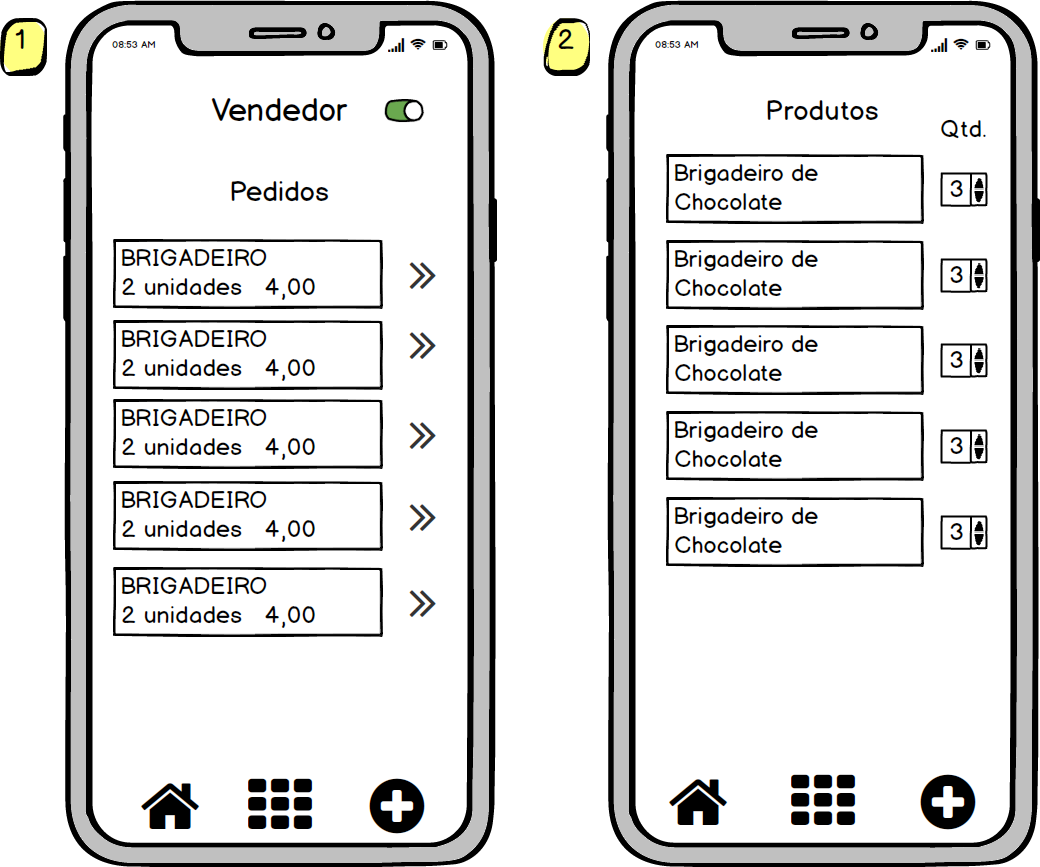 1
08:53 AM
Vendedor
Pedidos
BRIGADEIRO
2 unidades 4,00
BRIGADEIRO
2 unidades 4,00
BRIGADEIRO
2 unidades 4,00
BRIGADEIRO
2 unidades 4,00
BRIGADEIRO
2 unidades 4,00
2
08:53 AM
Produtos
Qtd.
Brigadeiro de
Chocolate
3
Brigadeiro de
Chocolate
3
Brigadeiro de
Chocolate
3
Brigadeiro de
Chocolate
3
Brigadeiro de
Chocolate
3